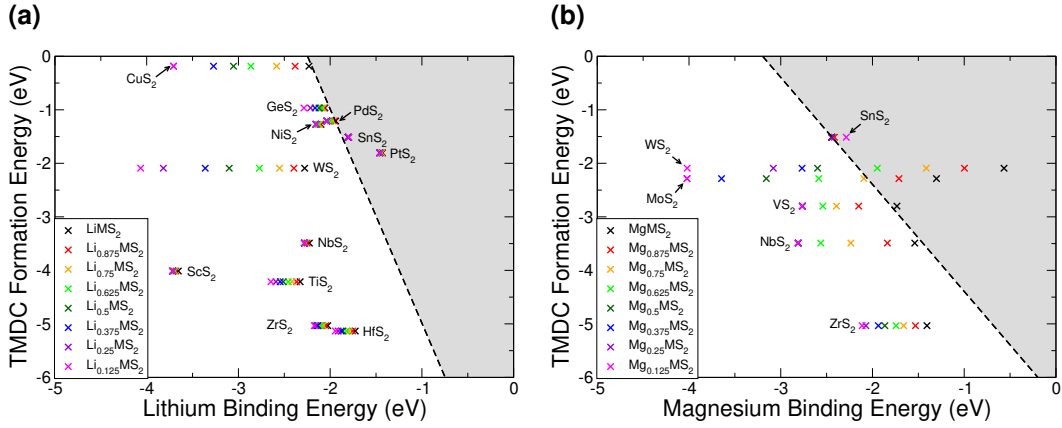 (a)
TMDC Formation Energy (eV)
0
-1
-2
-3
-4
-5
-6
CuS₂
GeS₂
PdS₂
NiS₂
SnS₂
PtS₂
WS₂
NbS₂
ScS₂
TiS₂
ZrS₂
HfS₂
LiMS₂
Li₀.₈₇₅MS₂
Li₀.₇₅MS₂
Li₀.₆₂₅MS₂
Li₀.₅MS₂
Li₀.₃₇₅MS₂
Li₀.₂₅MS₂
Li₀.₁₂₅MS₂
-5 -4 -3 -2 -1 0
Lithium Binding Energy (eV)
(b)
TMDC Formation Energy (eV)
0
-1
-2
-3
-4
-5
-6
SnS₂
WS₂
MoS₂
VS₂
NbS₂
ZrS₂
MgMS₂
Mg₀.₈₇₅MS₂
Mg₀.₇₅MS₂
Mg₀.₆₂₅MS₂
Mg₀.₅MS₂
Mg₀.₃₇₅MS₂
Mg₀.₂₅MS₂
Mg₀.₁₂₅MS₂
-5 -4 -3 -2 -1 0
Magnesium Binding Energy (eV)